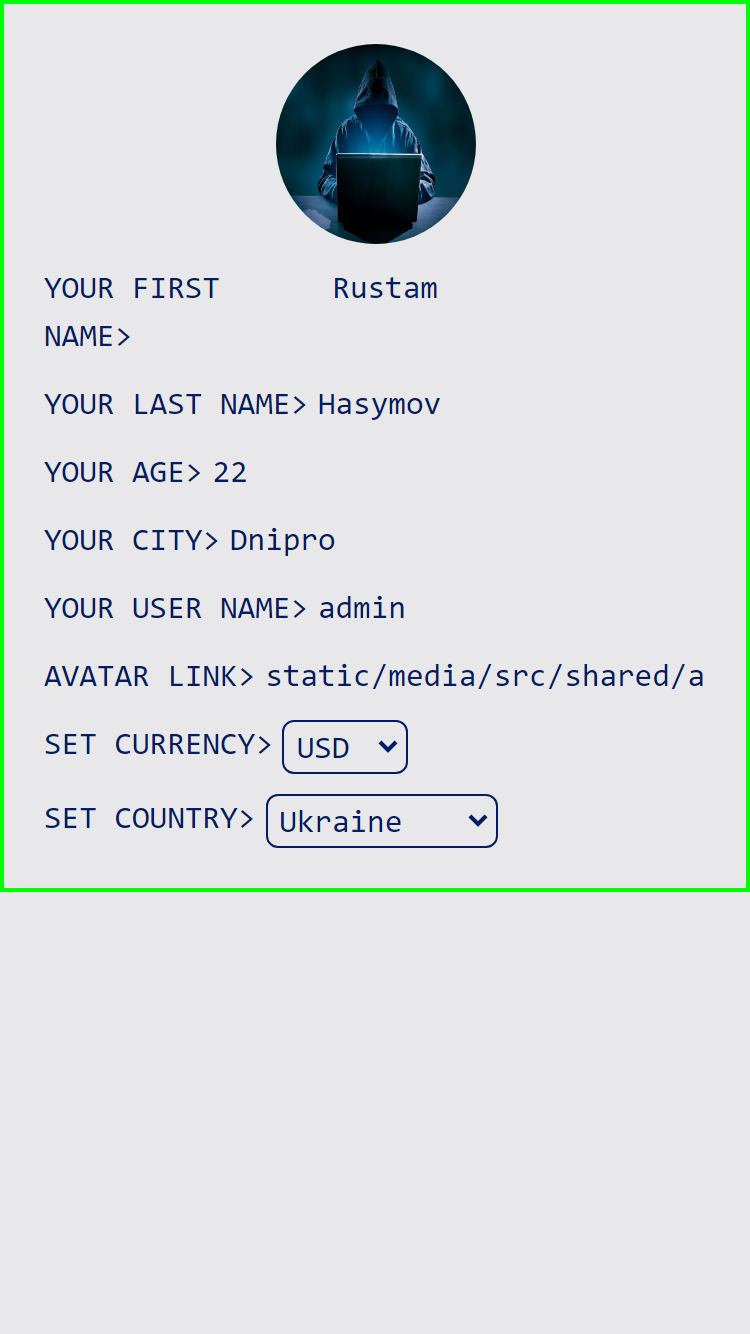 YOUR FIRST Rustam
NAME>
YOUR LAST NAME> Hasymov
YOUR AGE> 22
YOUR CITY> Dnipro
YOUR USER NAME> admin
AVATAR LINK> static/media/src/shared/a
SET CURRENCY> USD
SET COUNTRY> Ukraine